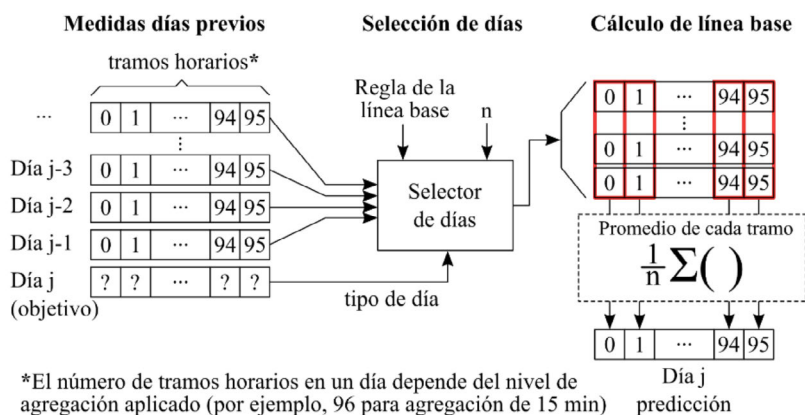 Medidas días previos
Selección de días
Cálculo de línea base
tramos horarios*
Regla de la
línea base
n
... 0 1 ... 94 95
⋮
Día j-3 0 1 ... 94 95
Día j-2 0 1 ... 94 95
Día j-1 0 1 ... 94 95
Día j ? ? ... ? ?
(objetivo)
Selector
de días
tipo de día
0 1 ... 94 95
⋮
0 1 ... 94 95
0 1 ... 94 95
Promedio de cada tramo
1/n Σ( )
0 1 ... 94 95
Día j
predicción
*El número de tramos horarios en un día depende del nivel de
agregación aplicado (por ejemplo, 96 para agregación de 15 min)